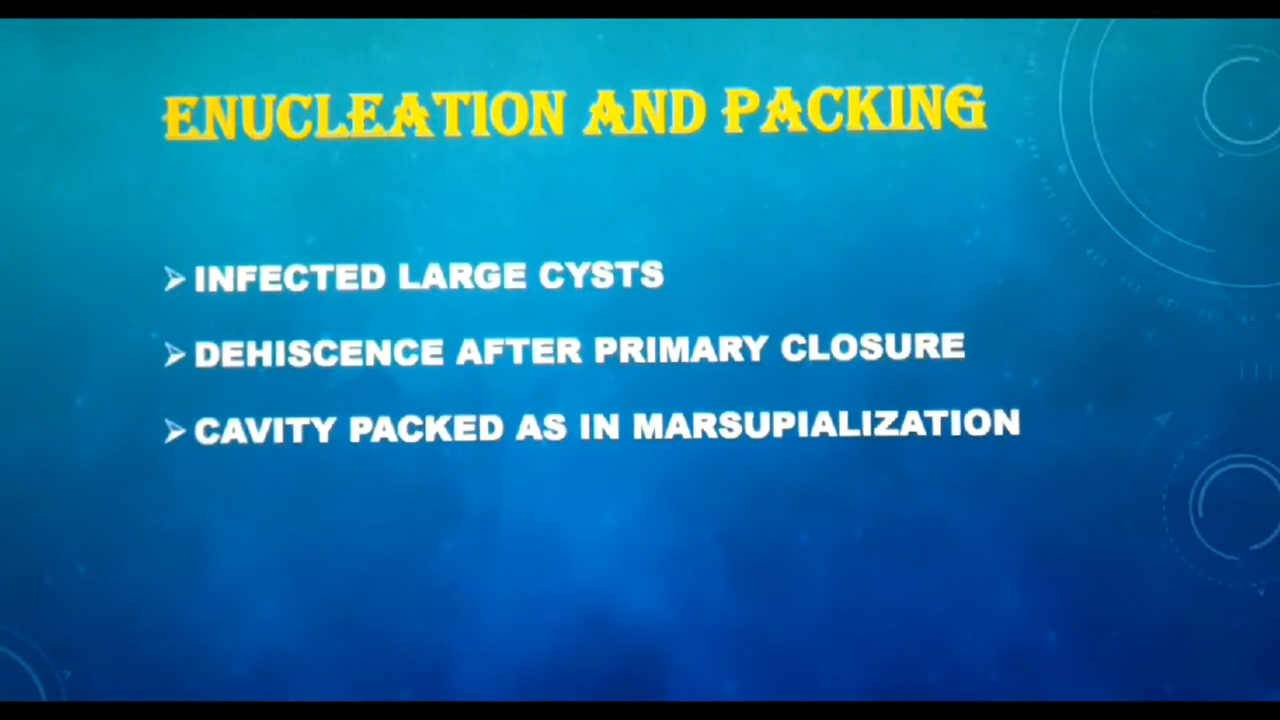 ENUCLEATION AND PACKING
INFECTED LARGE CYSTS
DEHISCENCE AFTER PRIMARY CLOSURE
CAVITY PACKED AS IN MARSUPIALIZATION